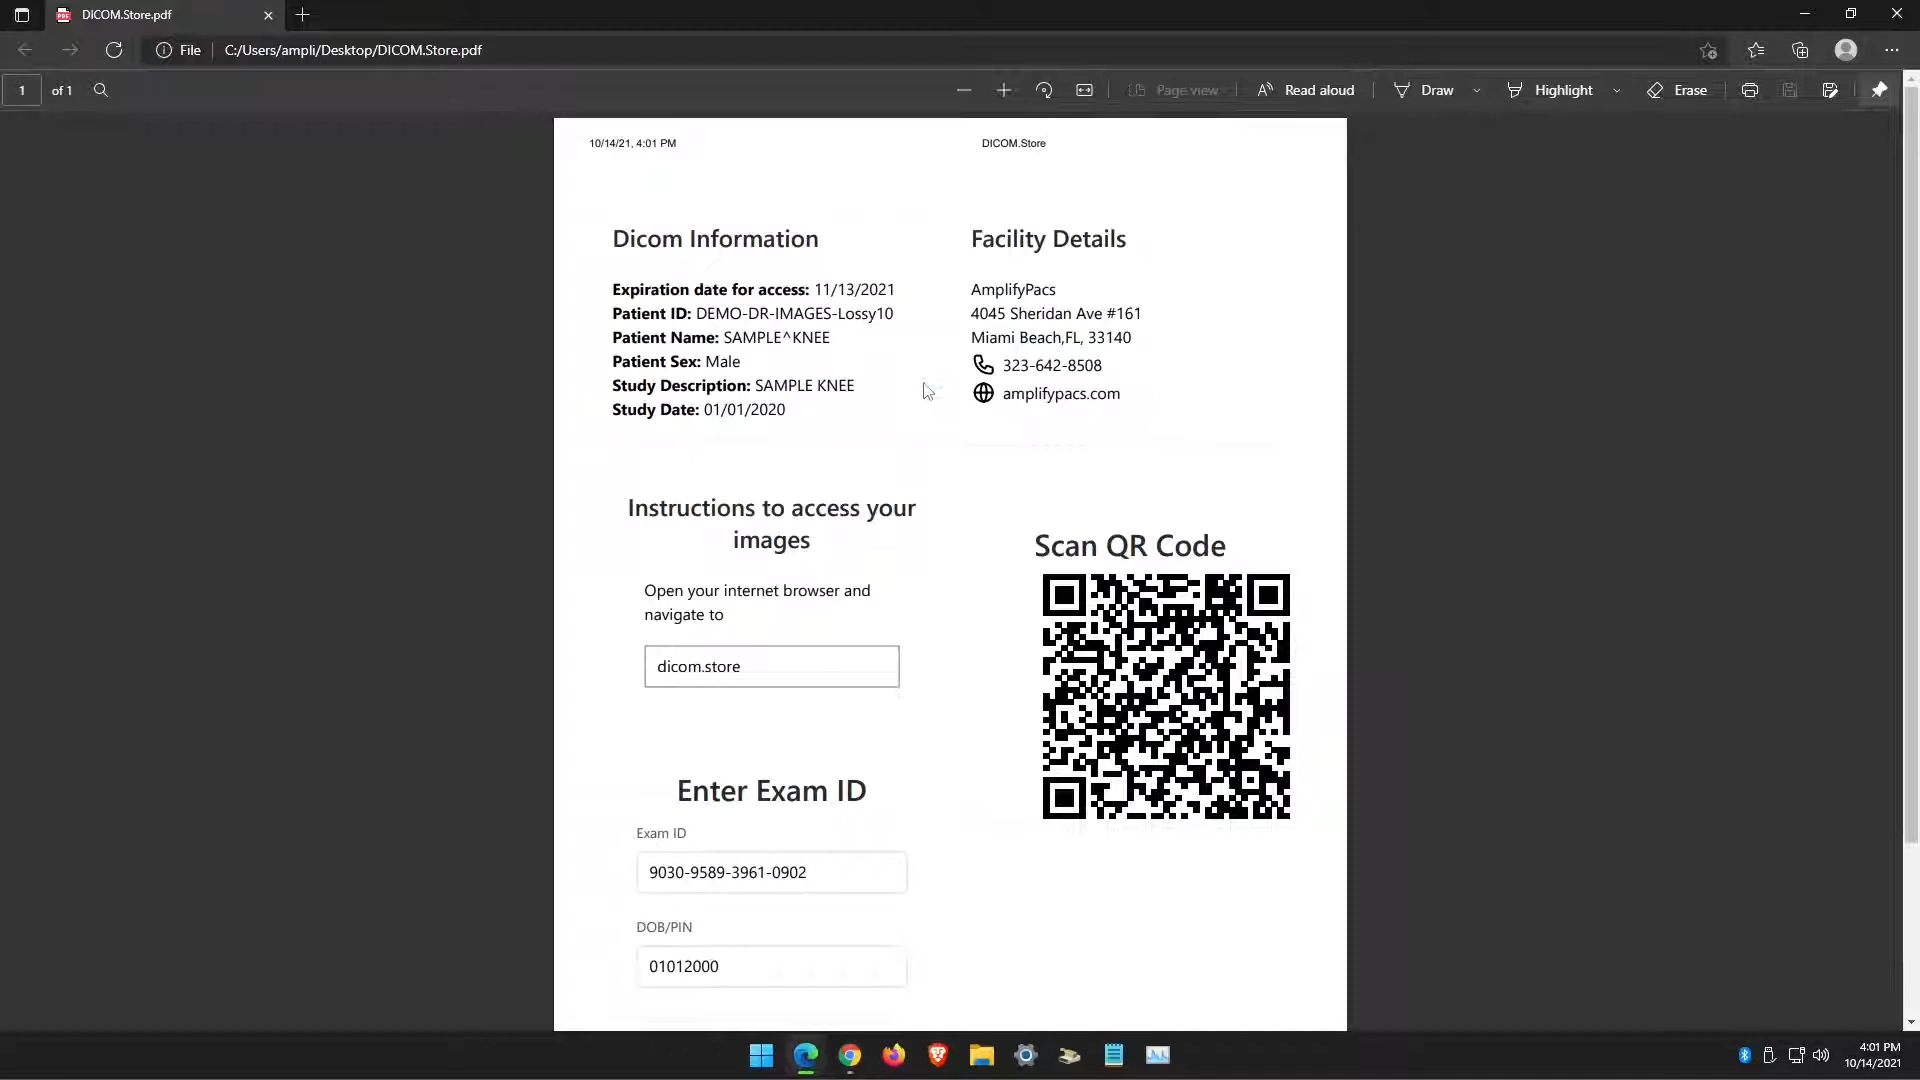 DICOM.Store.pdf
File
C:/Users/ampli/Desktop/DICOM.Store.pdf
1 of 1
Page view
Read aloud
Draw
Highlight
Erase
10/14/21, 4:01 PM
DICOM.Store
Dicom Information
Expiration date for access: 11/13/2021
Patient ID: DEMO-DR-IMAGES-Lossy10
Patient Name: SAMPLE^KNEE
Patient Sex: Male
Study Description: SAMPLE KNEE
Study Date: 01/01/2020
Facility Details
AmplifyPacs
4045 Sheridan Ave #161
Miami Beach,FL, 33140
323-642-8508
amplifypacs.com
Instructions to access your
images
Open your internet browser and
navigate to
dicom.store
Scan QR Code
Enter Exam ID
Exam ID
9030-9589-3961-0902
DOB/PIN
01012000
4:01 PM
10/14/2021